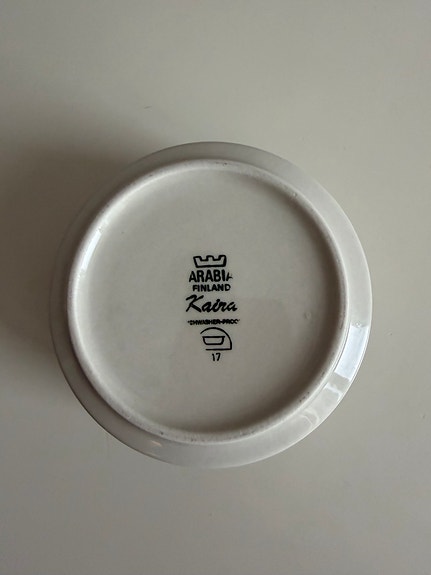 ARABIA
FINLAND
Kaira
"DISHWASHER-PROOF"
17